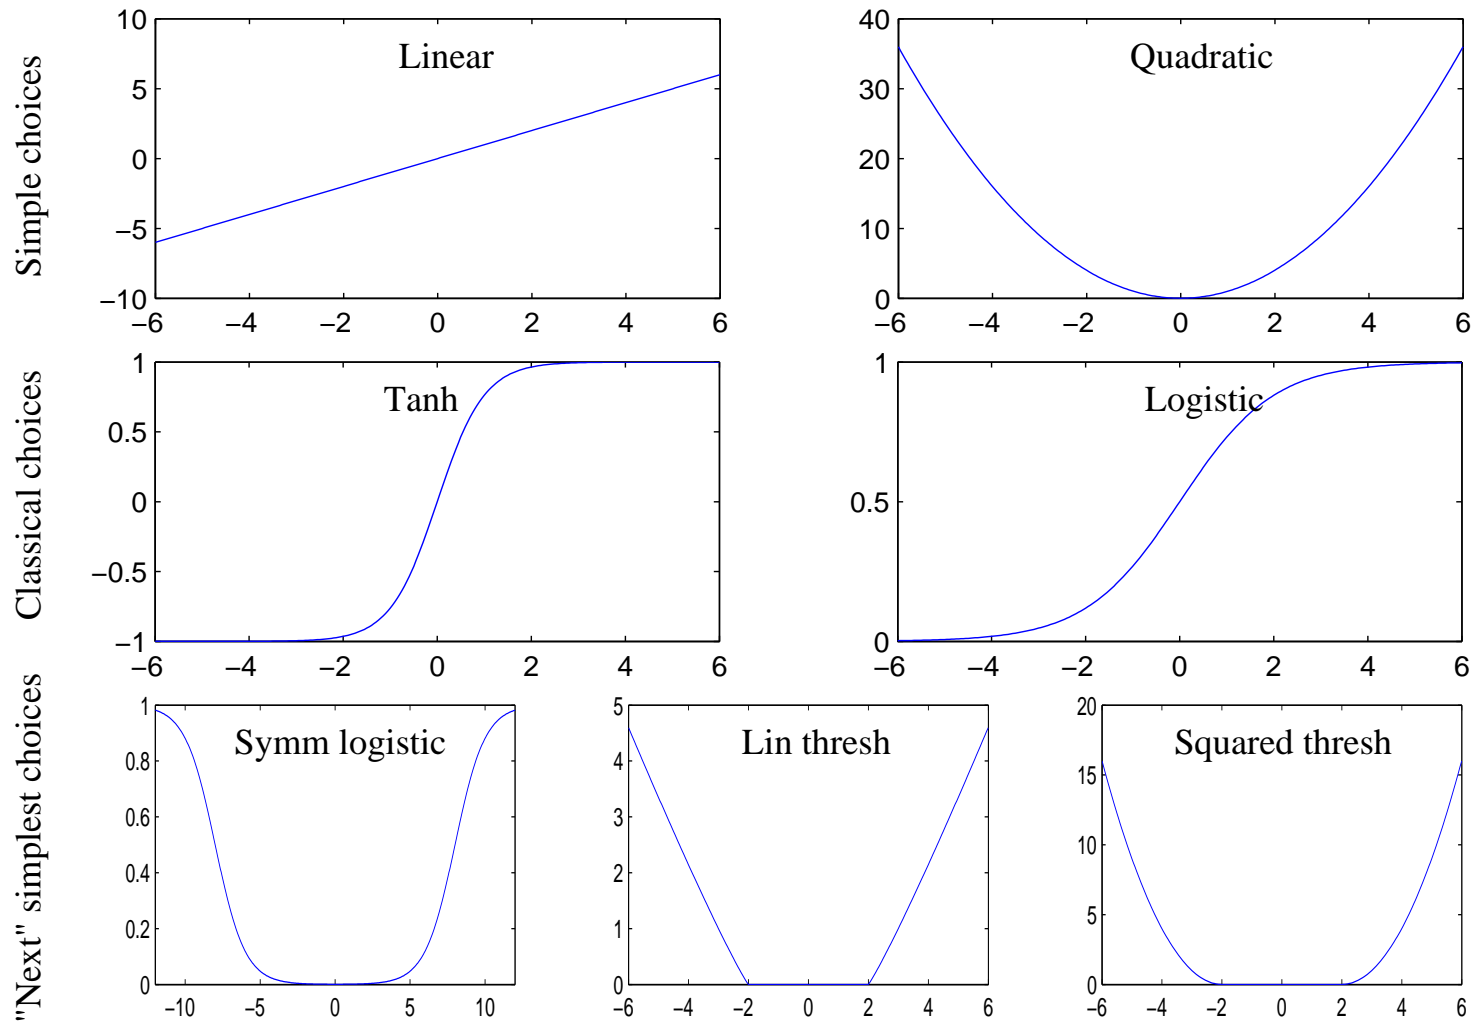 Simple choices
Linear
10
5
0
−5
−10
−6 −4 −2 0 2 4 6
Quadratic
40
30
20
10
0
−6 −4 −2 0 2 4 6
Classical choices
Tanh
1
0.5
0
−0.5
−1
−6 −4 −2 0 2 4 6
Logistic
1
0.5
0
−6 −4 −2 0 2 4 6
"Next" simplest choices
Symm logistic
1
0.8
0.6
0.4
0.2
0
−10 −5 0 5 10
Lin thresh
5
4
3
2
1
0
−6 −4 −2 0 2 4 6
Squared thresh
20
15
10
5
0
−6 −4 −2 0 2 4 6